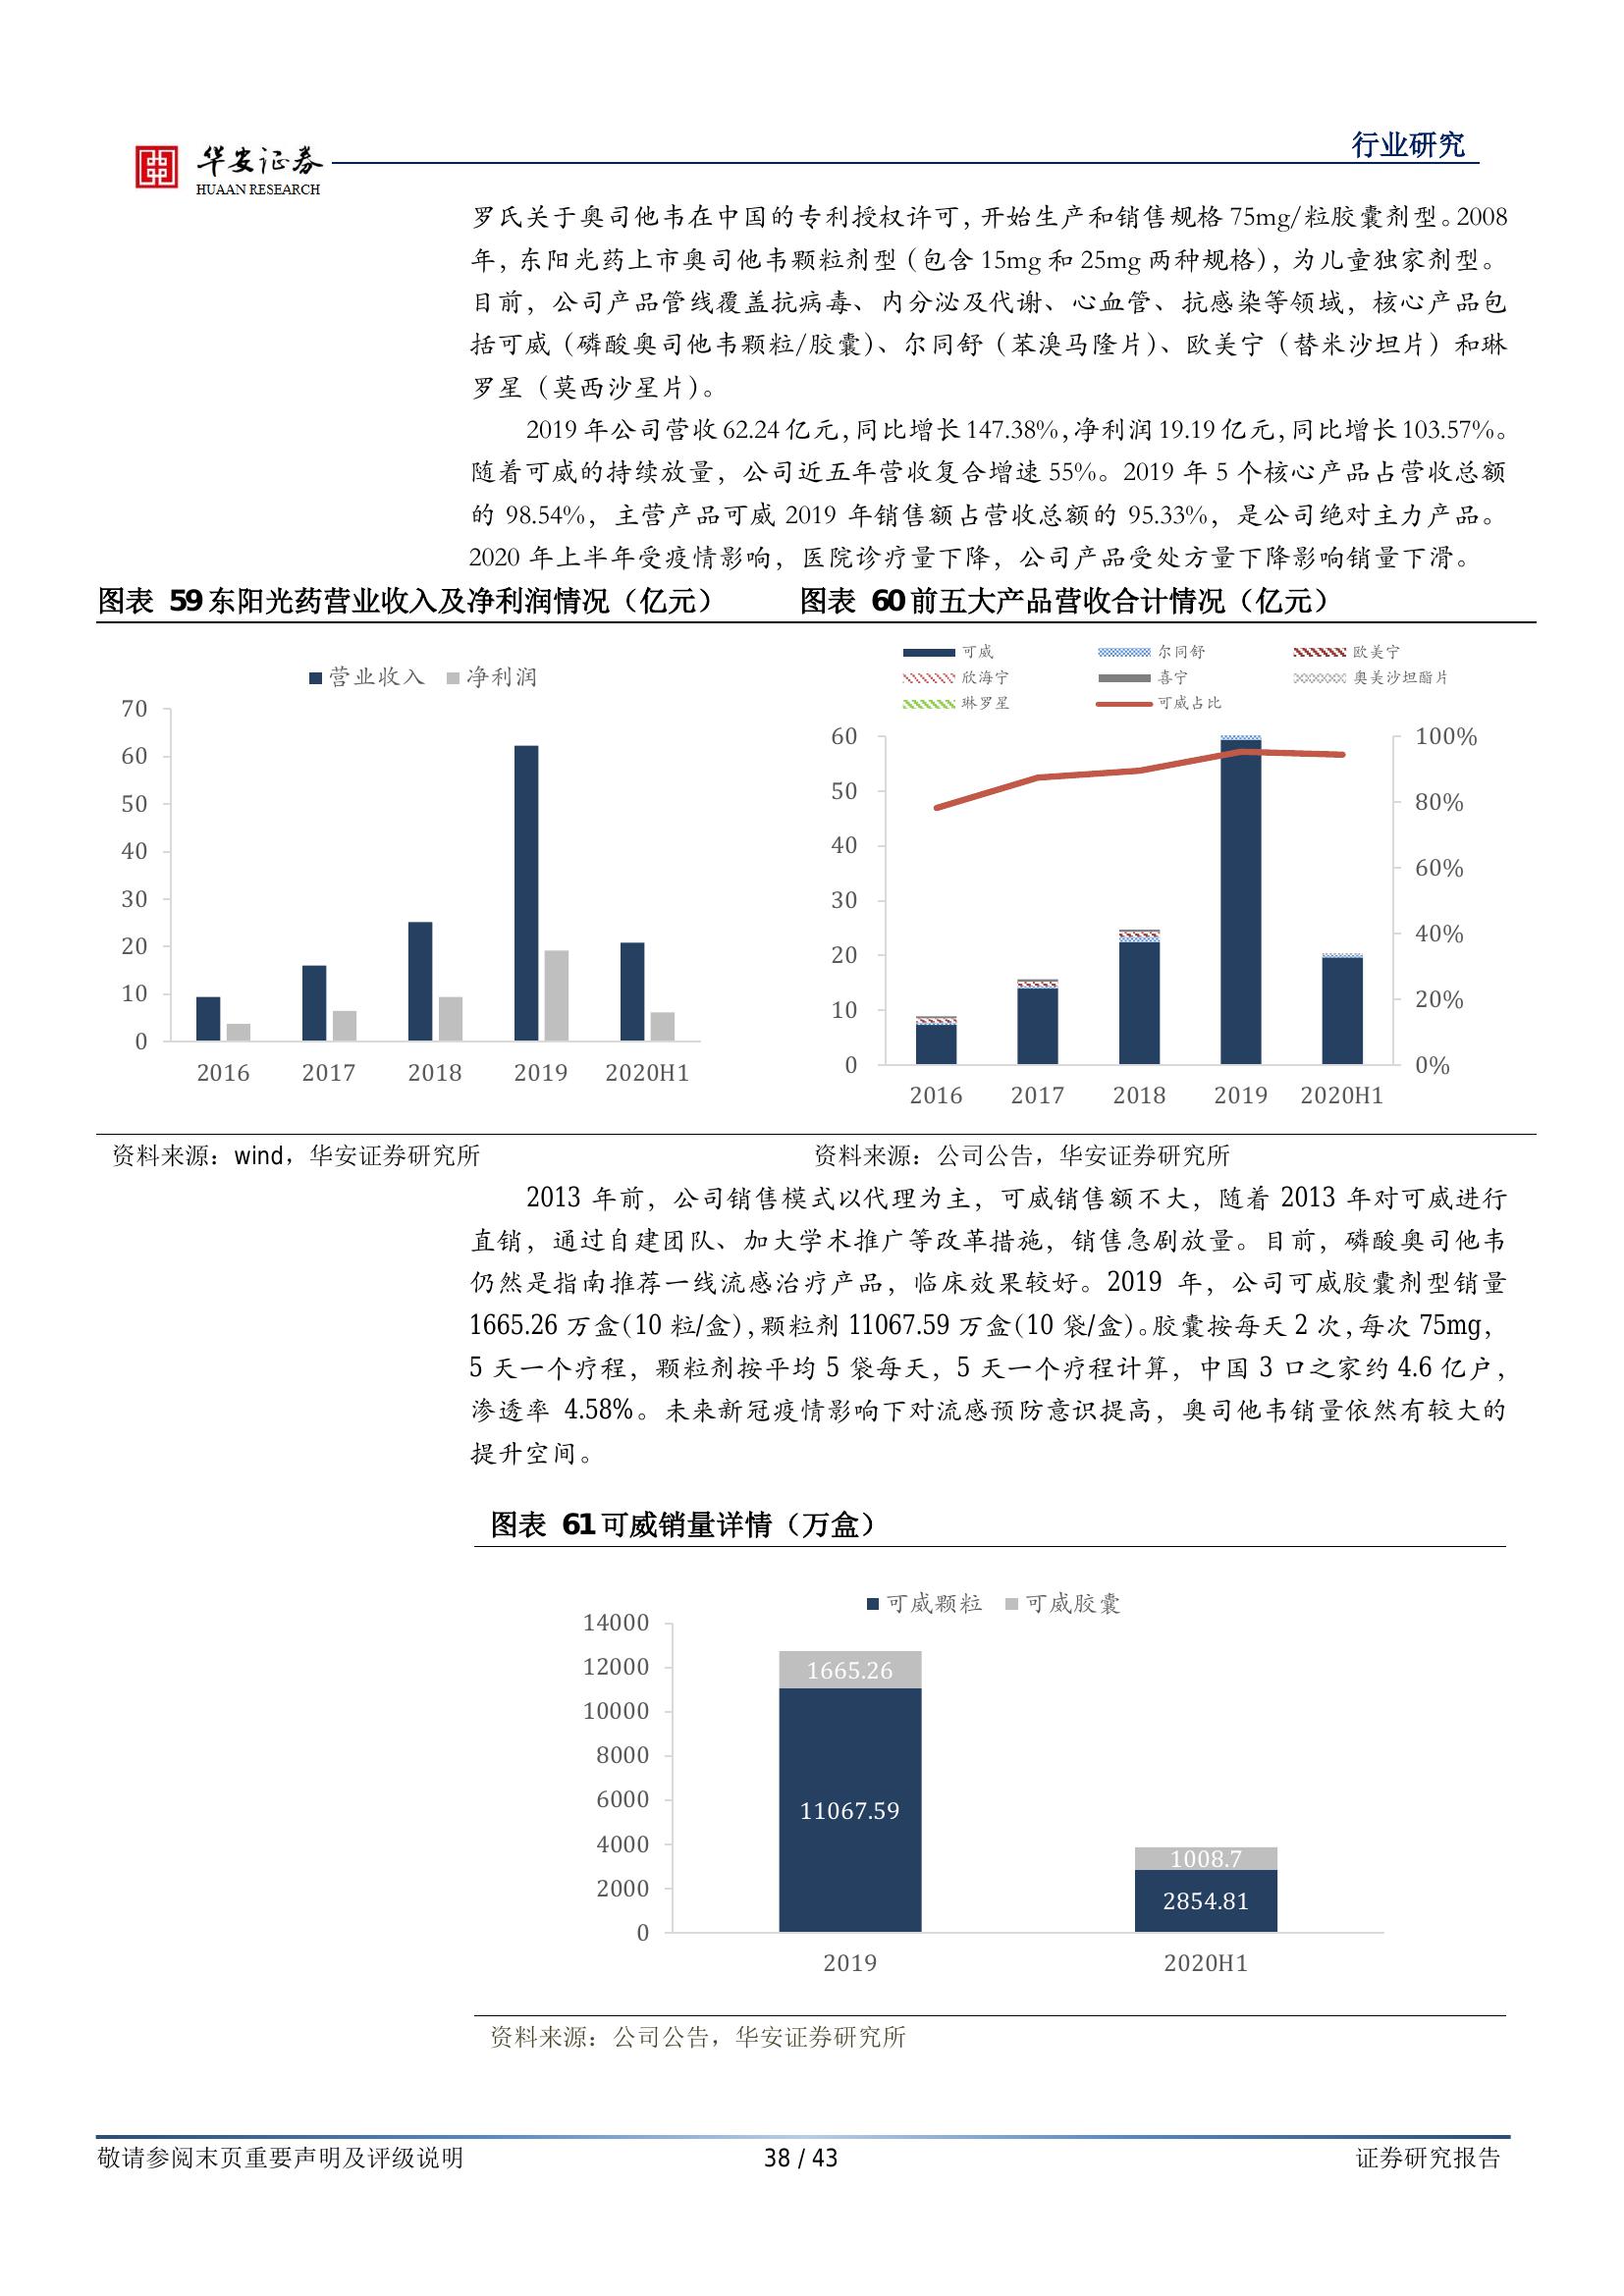 华安证券
HUAAN RESEARCH
行业研究
罗氏关于奥司他韦在中国的专利授权许可，开始生产和销售规格 75mg/粒胶囊剂型。2008
年，东阳光药上市奥司他韦颗粒剂型（包含 15mg 和 25mg 两种规格），为儿童独家剂型。
目前，公司产品管线覆盖抗病毒、内分泌及代谢、心血管、抗感染等领域，核心产品包
括可威（磷酸奥司他韦颗粒/胶囊）、尔同舒（苯溴马隆片）、欧美宁（替米沙坦片）和琳
罗星（莫西沙星片）。
2019 年公司营收 62.24 亿元，同比增长 147.38%，净利润 19.19 亿元，同比增长 103.57%。
随着可威的持续放量，公司近五年营收复合增速 55%。2019 年 5 个核心产品占营收总额
的 98.54%，主营产品可威 2019 年销售额占营收总额的 95.33%，是公司绝对主力产品。
2020 年上半年受疫情影响，医院诊疗量下降，公司产品受处方量下降影响销量下滑。
图表 59 东阳光药营业收入及净利润情况（亿元）
营业收入 净利润
70
60
50
40
30
20
10
0
2016 2017 2018 2019 2020H1
图表 60 前五大产品营收合计情况（亿元）
可威 尔同舒 欧美宁
欣海宁 喜宁 奥美沙坦酯片
琳罗星 可威占比
60 100%
50 80%
40 60%
30 40%
20 20%
10 0%
0
2016 2017 2018 2019 2020H1
资料来源：wind，华安证券研究所
资料来源：公司公告，华安证券研究所
2013 年前，公司销售模式以代理为主，可威销售额不大，随着 2013 年对可威进行
直销，通过自建团队、加大学术推广等改革措施，销售急剧放量。目前，磷酸奥司他韦
仍然是指南推荐一线流感治疗产品，临床效果较好。2019 年，公司可威胶囊剂型销量
1665.26 万盒（10 粒/盒），颗粒剂 11067.59 万盒（10 袋/盒）。胶囊按每天 2 次，每次 75mg，
5 天一个疗程，颗粒剂按平均 5 袋每天，5 天一个疗程计算，中国 3 口之家约 4.6 亿户，
渗透率 4.58%。未来新冠疫情影响下对流感预防意识提高，奥司他韦销量依然有较大的
提升空间。
图表 61 可威销量详情（万盒）
可威颗粒 可威胶囊
14000
12000
10000
8000
6000
4000
2000
0
1665.26
11067.59
1008.7
2854.81
2019 2020H1
资料来源：公司公告，华安证券研究所
敬请参阅末页重要声明及评级说明 38 / 43 证券研究报告